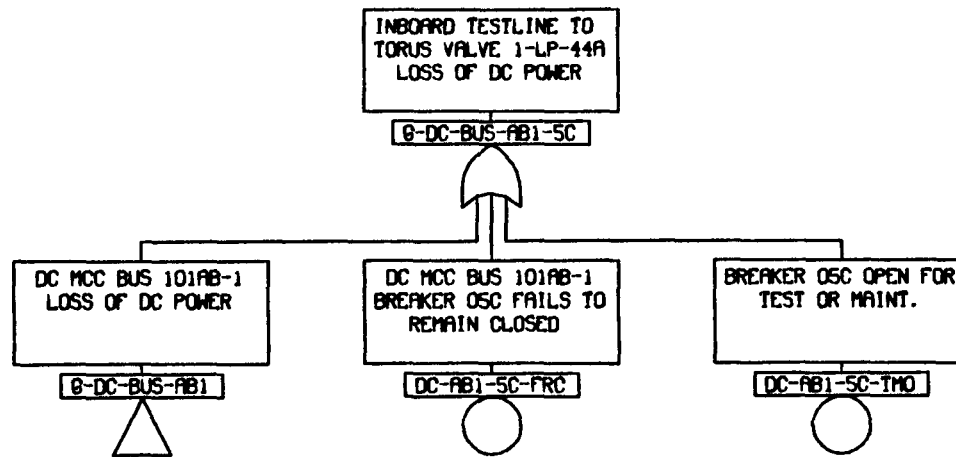 INBOARD TESTLINE TO
TORUS VALVE 1-LP-44A
LOSS OF DC POWER
G-DC-BUS-AB1-5C
DC MCC BUS 101AB-1
LOSS OF DC POWER
G-DC-BUS-AB1
DC MCC BUS 101AB-1
BREAKER 05C FAILS TO
REMAIN CLOSED
DC-AB1-5C-FRC
BREAKER 05C OPEN FOR
TEST OR MAINT.
DC-AB1-5C-TMO